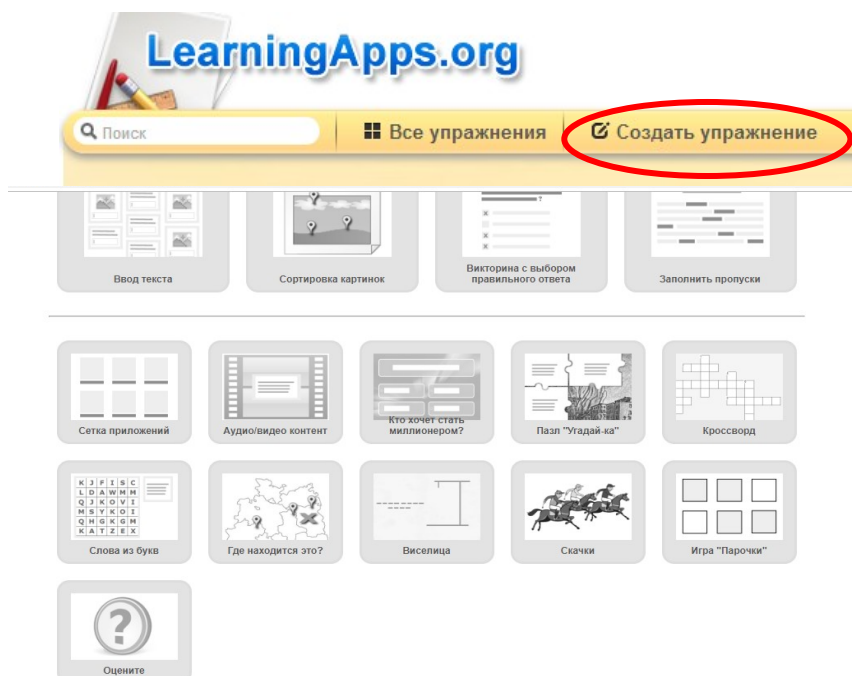 LearningApps.org
Поиск
Все упражнения
Создать упражнение
?
Ввод текста
Сортировка картинок
Викторина с выбором
правильного ответа
Заполнить пропуски
Сетка приложений
Аудио/видео контент
Кто хочет стать
миллионером?
Пазл "Угадай-ка"
Кроссворд
K J F I S C
L D A W M M
Q J K O V I
M S Y K O I
Q H G K G M
K A T Z E X
Слова из букв
Где находится это?
Виселица
Скачки
Игра "Парочки"
?
Оцените